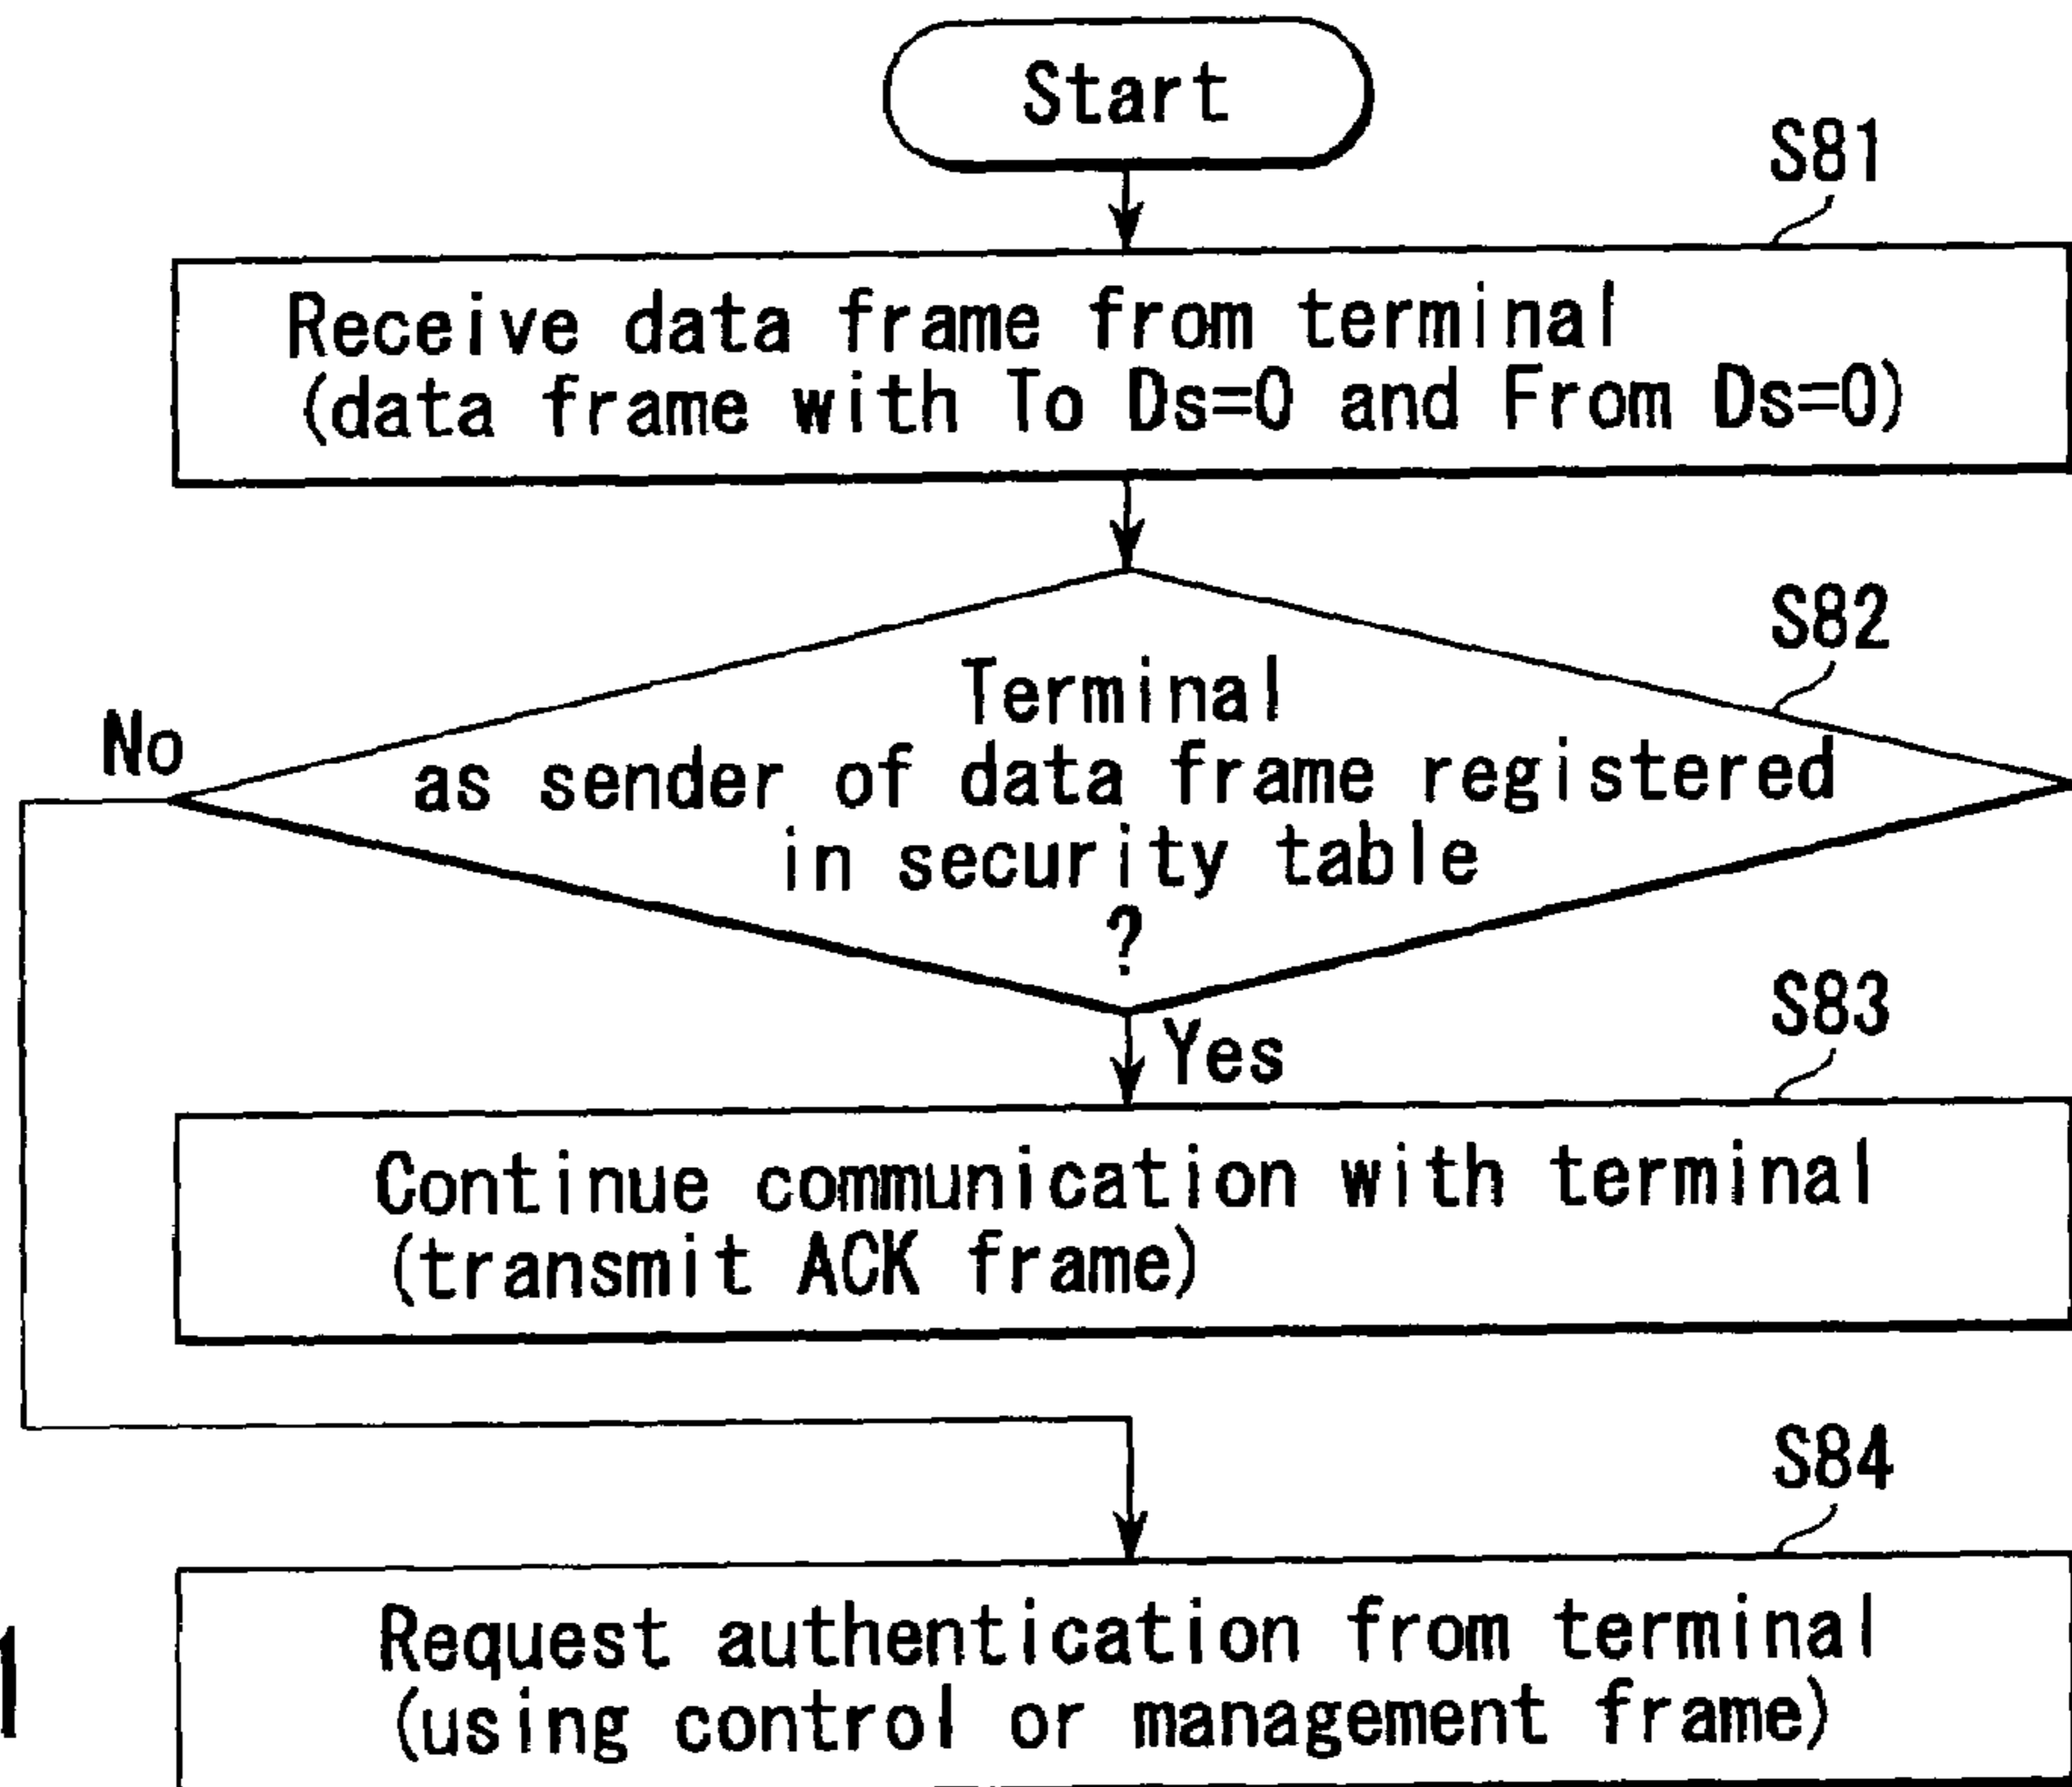 Start
S81
Receive data frame from terminal
(data frame with To Ds=0 and From Ds=0)
S82
No
Terminal
as sender of data frame registered
in security table
?
Yes
S83
Continue communication with terminal
(transmit ACK frame)
S84
Request authentication from terminal
(using control or management frame)